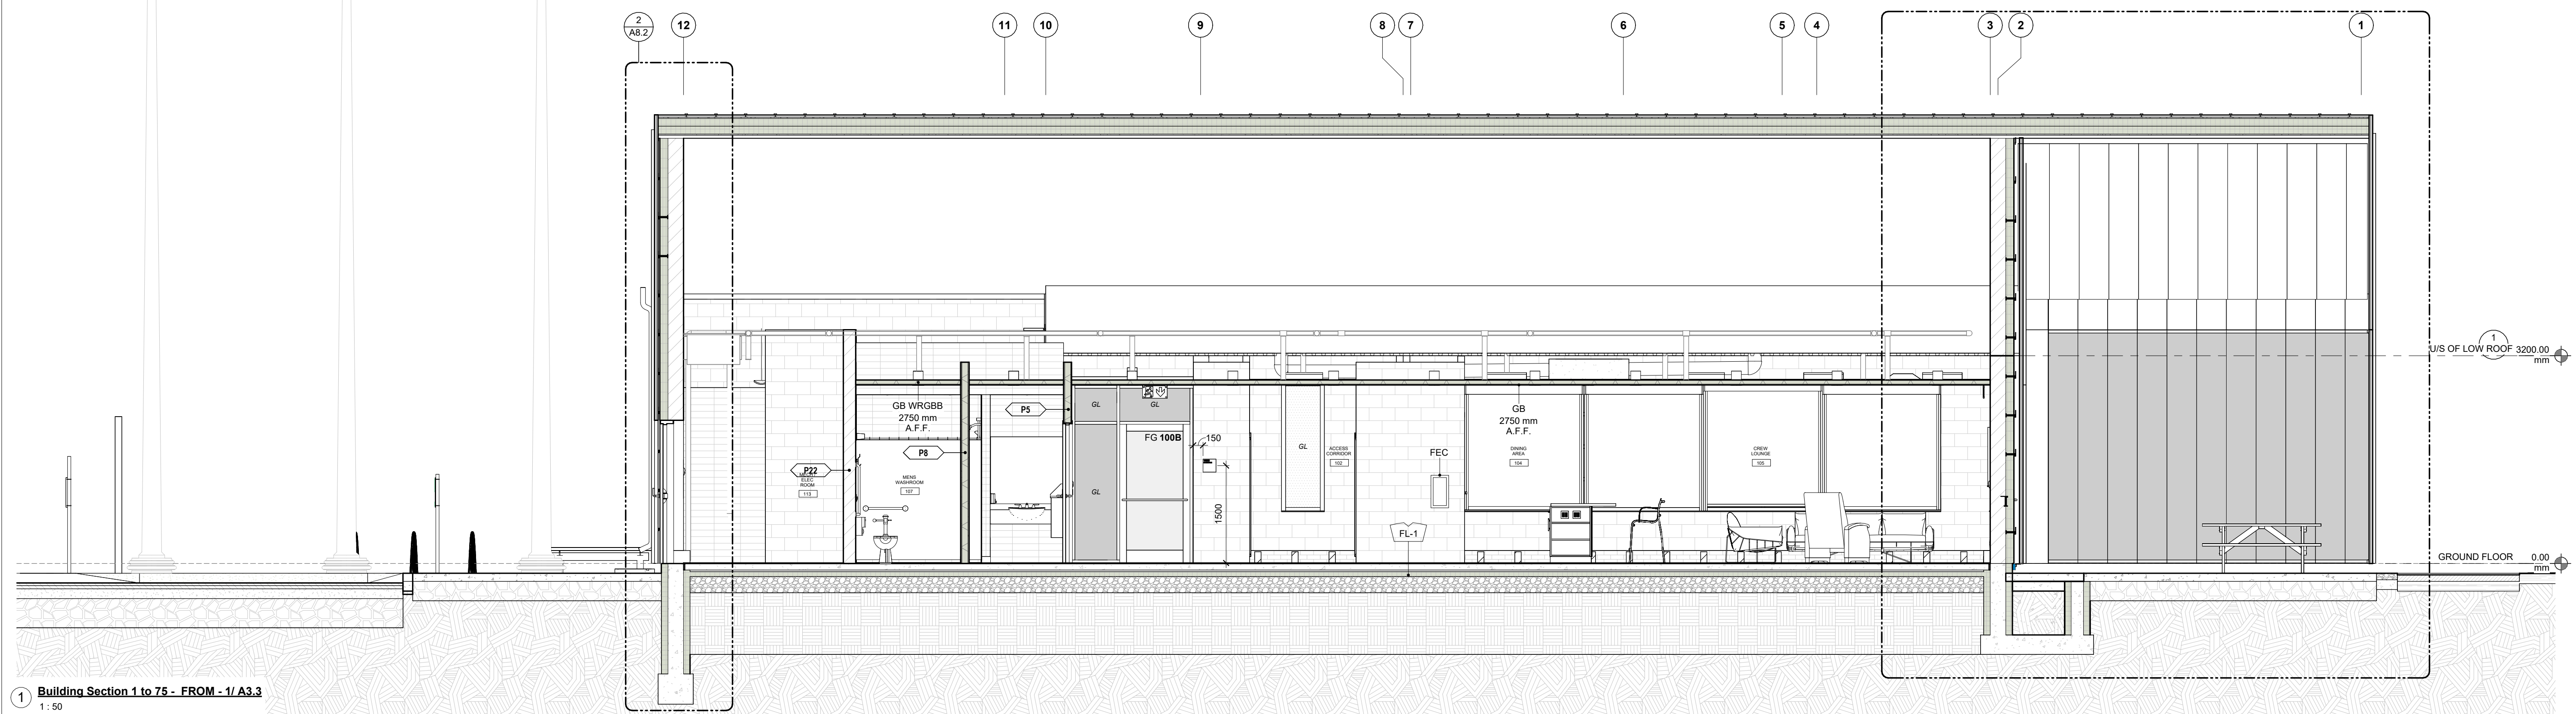 2
A8.2
12
11
10
9
8
7
6
5
4
3
2
1
1
U/S OF LOW ROOF 3200.00
mm
GB WRGBB
2750 mm
A.F.F.
P5
GL
GL
GB
2750 mm
A.F.F.
FG 100B
150
P8
GL
ACCESS
CORRIDOR
102
FEC
DINING
AREA
104
CREW
LOUNGE
105
P22
ELEC
ROOM
113
MENS
WASHROOM
107
GL
1500
FL-1
GROUND FLOOR 0.00
mm
1 Building Section 1 to 75 - FROM - 1/ A3.3
1 : 50